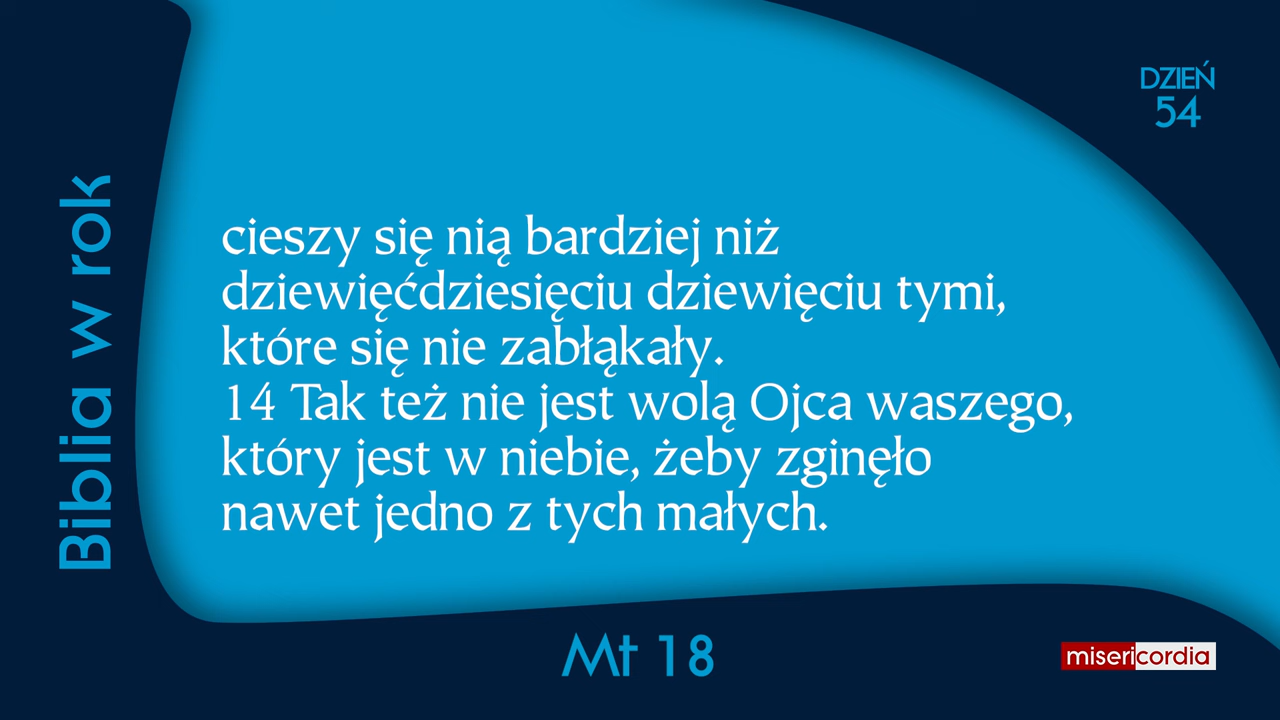 DZIEŃ
54
Biblia w rok
cieszy się nią bardziej niż
dziewięćdziesięciu dziewięciu tymi,
które się nie zabłąkały.
14 Tak też nie jest wolą Ojca waszego,
który jest w niebie, żeby zginęło
nawet jedno z tych małych.
Mt 18
misericordia